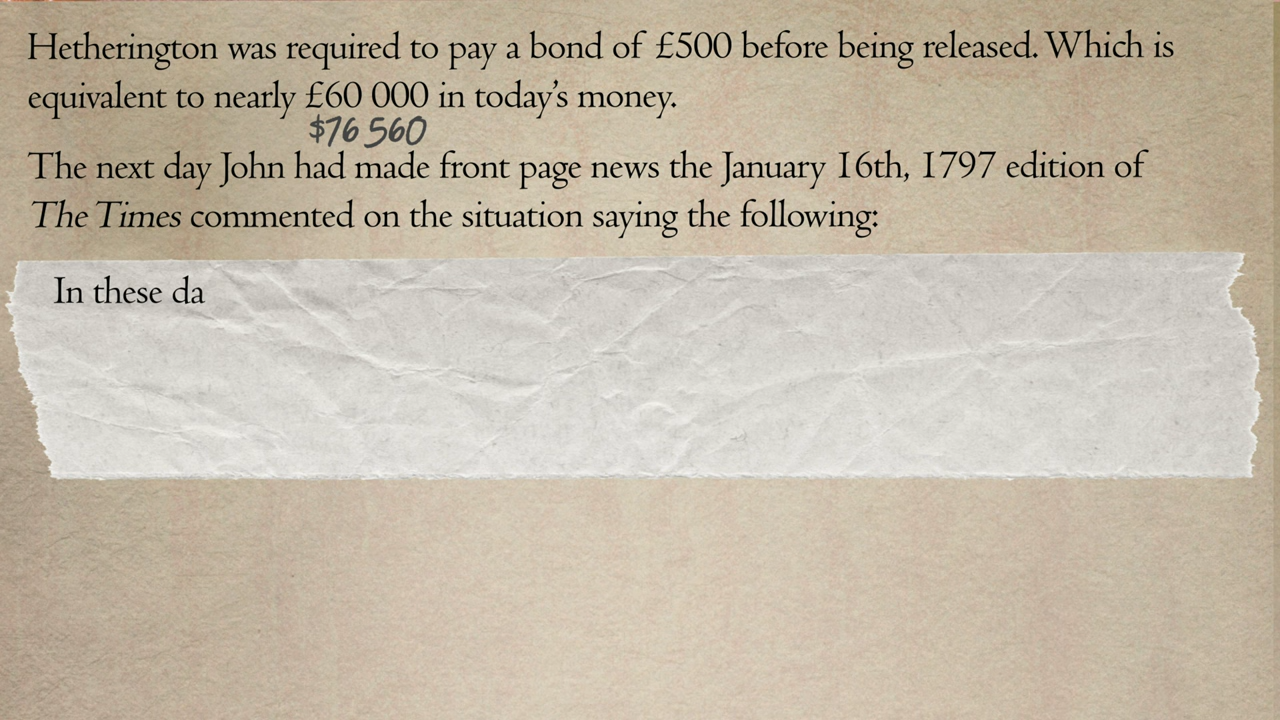 Hetherington was required to pay a bond of £500 before being released. Which is
equivalent to nearly £60 000 in today's money.
$76 560
The next day John had made front page news the January 16th, 1797 edition of
The Times commented on the situation saying the following:
In these da